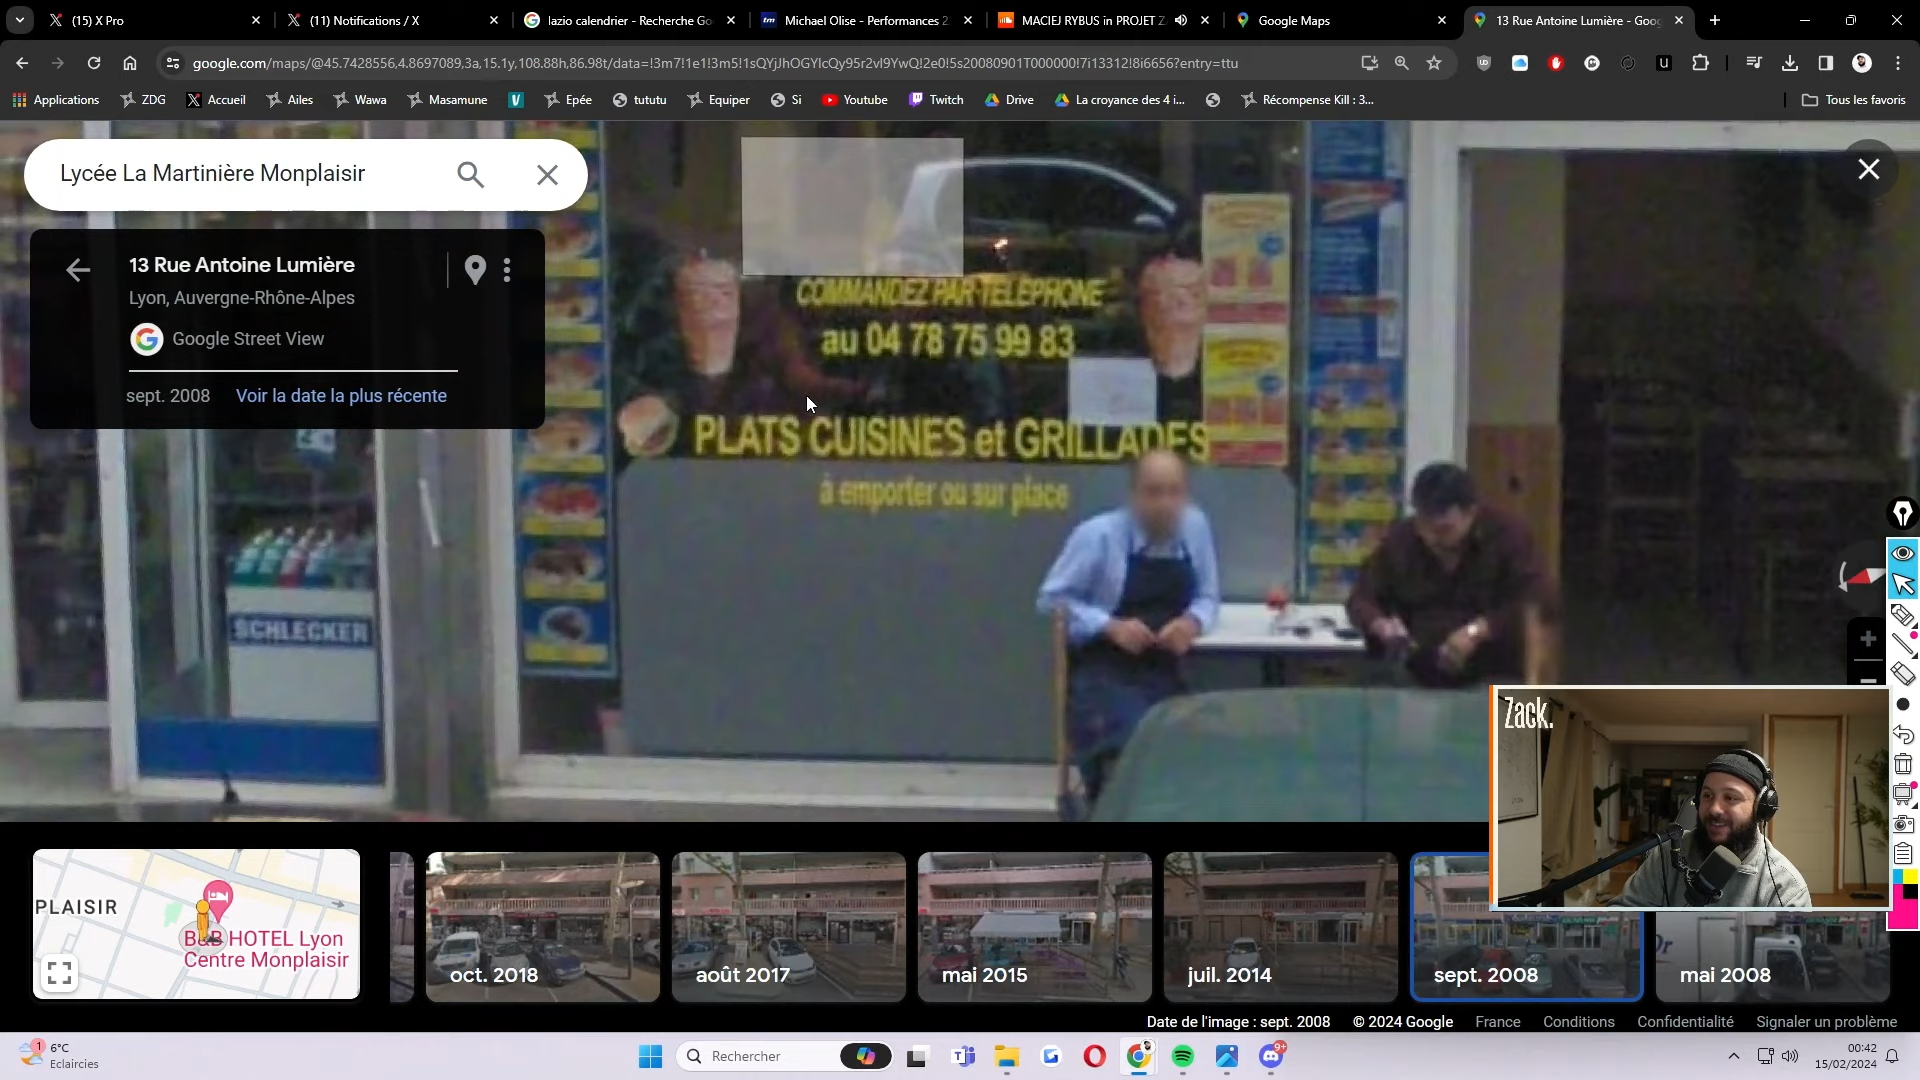 (15) X Pro
(11) Notifications / X
lazio calendrier - Recherche Go
Michael Olise - Performances 2
MACIEJ RYBUS in PROJET Z
Google Maps
13 Rue Antoine Lumière - Goog
google.com/maps/@45.7428556,4.8697089,3a,15.1y,108.88h,86.98t/data=!3m7!1e1!3m5!1sQYjJhOGYlcQy95r2vl9YwQ!2e0!5s20080901T000000!7i13312!8i6656?entry=ttu
Applications
ZDG
Accueil
Ailes
Wawa
Masamune
Epée
tututu
Equiper
Si
Youtube
Twitch
Drive
La croyance des 4 i...
Récompense Kill : 3...
Tous les favoris
Lycée La Martinière Monplaisir
13 Rue Antoine Lumière
Lyon, Auvergne-Rhône-Alpes
Google Street View
sept. 2008
Voir la date la plus récente
COMMANDEZ PAR TELEPHONE
au 04 78 75 99 83
PLATS CUISINES et GRILLADES
à emporter ou sur place
SCHLECKER
Zack.
PLAISIR
B&B HOTEL Lyon
Centre Monplaisir
oct. 2018
août 2017
mai 2015
juil. 2014
sept. 2008
mai 2008
Date de l'image : sept. 2008
© 2024 Google
France
Conditions
Confidentialité
Signaler un problème
1
6°C
Eclaircies
Rechercher
9+
00:42
15/02/2024